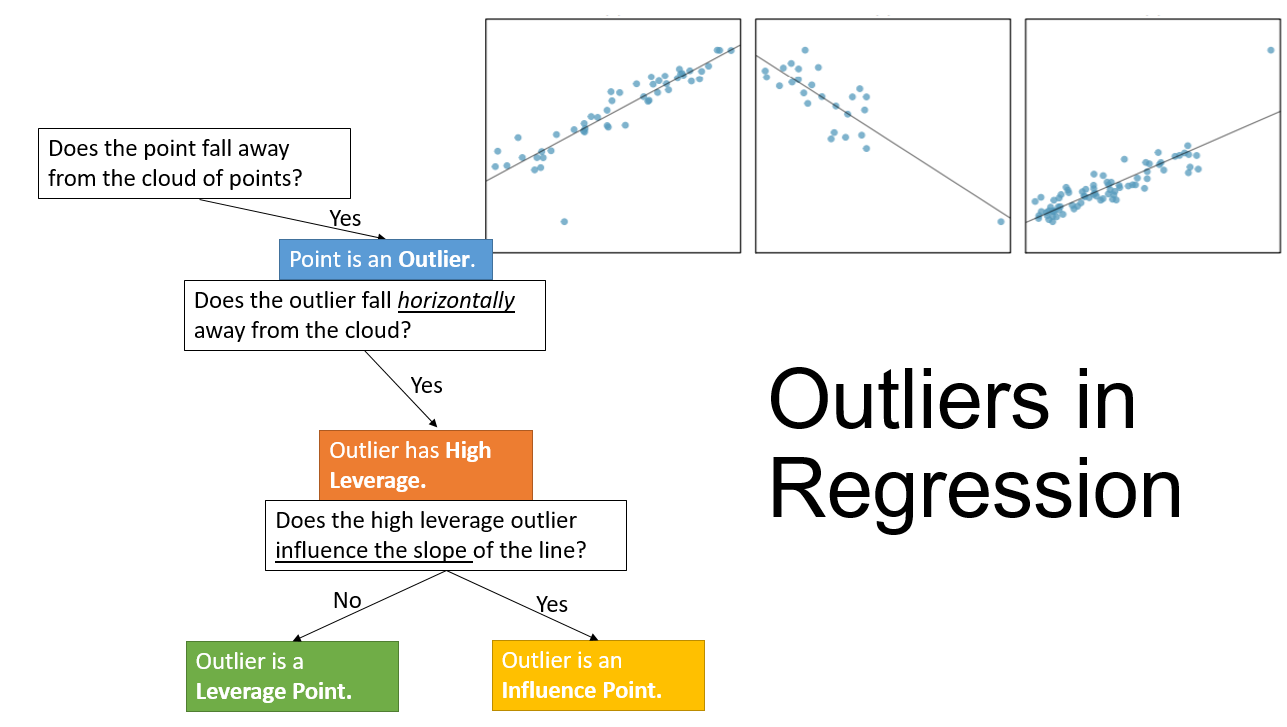 Does the point fall away
from the cloud of points?
Yes
Point is an Outlier.
Does the outlier fall horizontally
away from the cloud?
Yes
Outlier has High
Leverage.
Does the high leverage outlier
influence the slope of the line?
No
Yes
Outlier is a
Leverage Point.
Outlier is an
Influence Point.
Outliers in
Regression